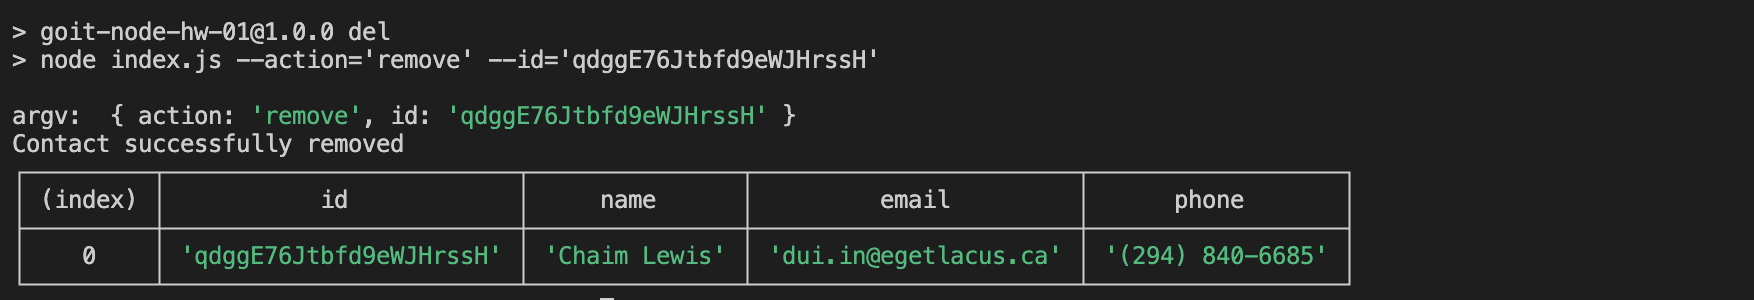 > goit-node-hw-01@1.0.0 del
> node index.js --action='remove' --id='qdggE76Jtbfd9eWJHrssH'
argv:  { action: 'remove', id: 'qdggE76Jtbfd9eWJHrssH' }
Contact successfully removed
(index) id name email phone
0 'qdggE76Jtbfd9eWJHrssH' 'Chaim Lewis' 'dui.in@egetlacus.ca' '(294) 840-6685'